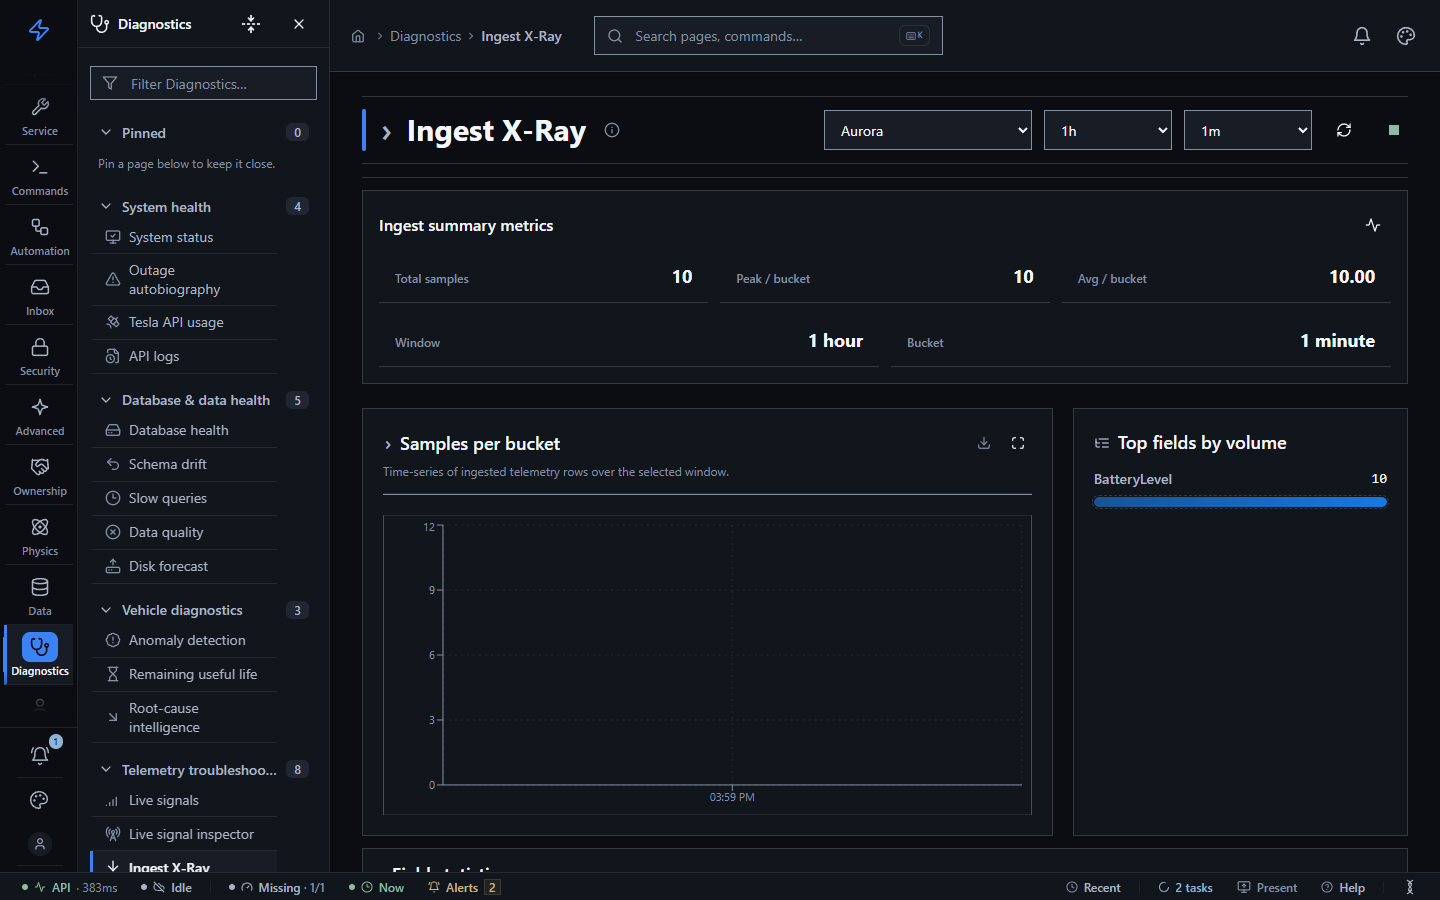 Service
Commands
Automation
Inbox
Security
Advanced
Ownership
Physics
Data
Diagnostics
1
Diagnostics
Filter Diagnostics...
Pinned 0
Pin a page below to keep it close.
System health 4
System status
Outage
autobiography
Tesla API usage
API logs
Database & data health 5
Database health
Schema drift
Slow queries
Data quality
Disk forecast
Vehicle diagnostics 3
Anomaly detection
Remaining useful life
Root-cause
intelligence
Telemetry troubleshoo... 8
Live signals
Live signal inspector
Ingest X-Ray
Diagnostics Ingest X-Ray
Search pages, commands... K
Ingest X-Ray
Aurora 1h 1m
Ingest summary metrics
Total samples 10 Peak / bucket 10 Avg / bucket 10.00
Window 1 hour Bucket 1 minute
Samples per bucket
Time-series of ingested telemetry rows over the selected window.
12
9
6
3
0
03:59 PM
Top fields by volume
BatteryLevel 10
API · 383ms Idle Missing · 1/1 Now Alerts 2 Recent 2 tasks Present Help